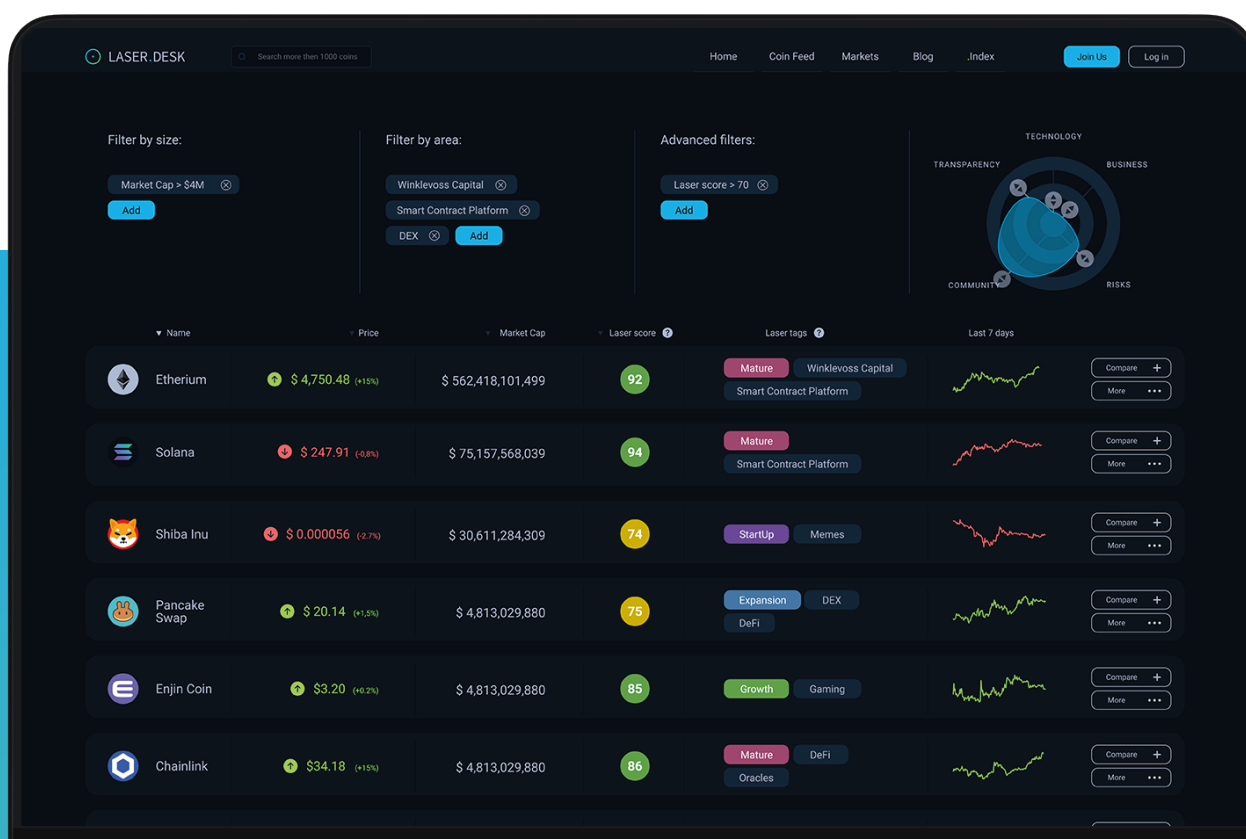 LASER.DESK
Search more then 1000 coins
Home Coin Feed Markets Blog .Index
Join Us Log in
Filter by size:
Market Cap > $4M
Add
Filter by area:
Winklevoss Capital
Smart Contract Platform
DEX Add
Advanced filters:
Laser score > 70
Add
TECHNOLOGY
TRANSPARENCY BUSINESS
COMMUNITY RISKS
Name Price Market Cap Laser score ? Laser tags ? Last 7 days
Etherium $ 4,750.48 (+15%) $ 562,418,101,499 92 Mature Winklevoss Capital
Smart Contract Platform
Compare +
More
Solana $ 247.91 (-0,8%) $ 75,157,568,039 94 Mature
Smart Contract Platform
Compare +
More
Shiba Inu $ 0.000056 (-2.7%) $ 30,611,284,309 74 StartUp Memes
Compare +
More
Pancake
Swap $ 20.14 (+1,5%) $ 4,813,029,880 75 Expansion DEX
DeFi
Compare +
More
Enjin Coin $3.20 (+0.2%) $ 4,813,029,880 85 Growth Gaming
Compare +
More
Chainlink $34.18 (+15%) $ 4,813,029,880 86 Mature DeFi
Oracles
Compare +
More